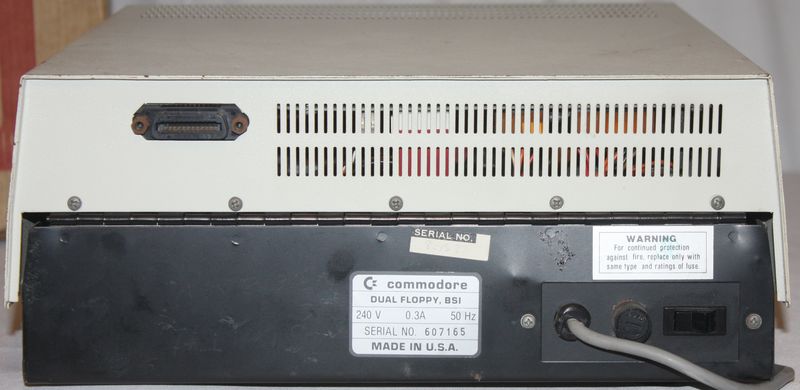 SERIAL NO.
WARNING
For continued protection
against fire, replace only with
same type and ratings of fuse.
C= commodore
DUAL FLOPPY, BSI
240 V 0.3A 50 Hz
SERIAL NO. 607165
MADE IN U.S.A.